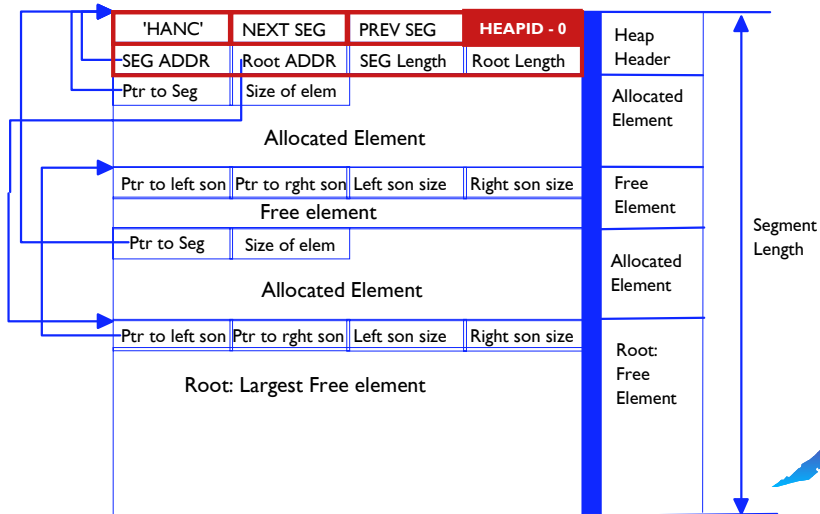 'HANC' NEXT SEG PREV SEG HEAPID - 0
SEG ADDR Root ADDR SEG Length Root Length
Heap
Header
Ptr to Seg Size of elem
Allocated Element
Allocated
Element
Ptr to left son Ptr to rght son Left son size Right son size
Free element
Free
Element
Ptr to Seg Size of elem
Allocated Element
Allocated
Element
Segment
Length
Ptr to left son Ptr to rght son Left son size Right son size
Root: Largest Free element
Root:
Free
Element